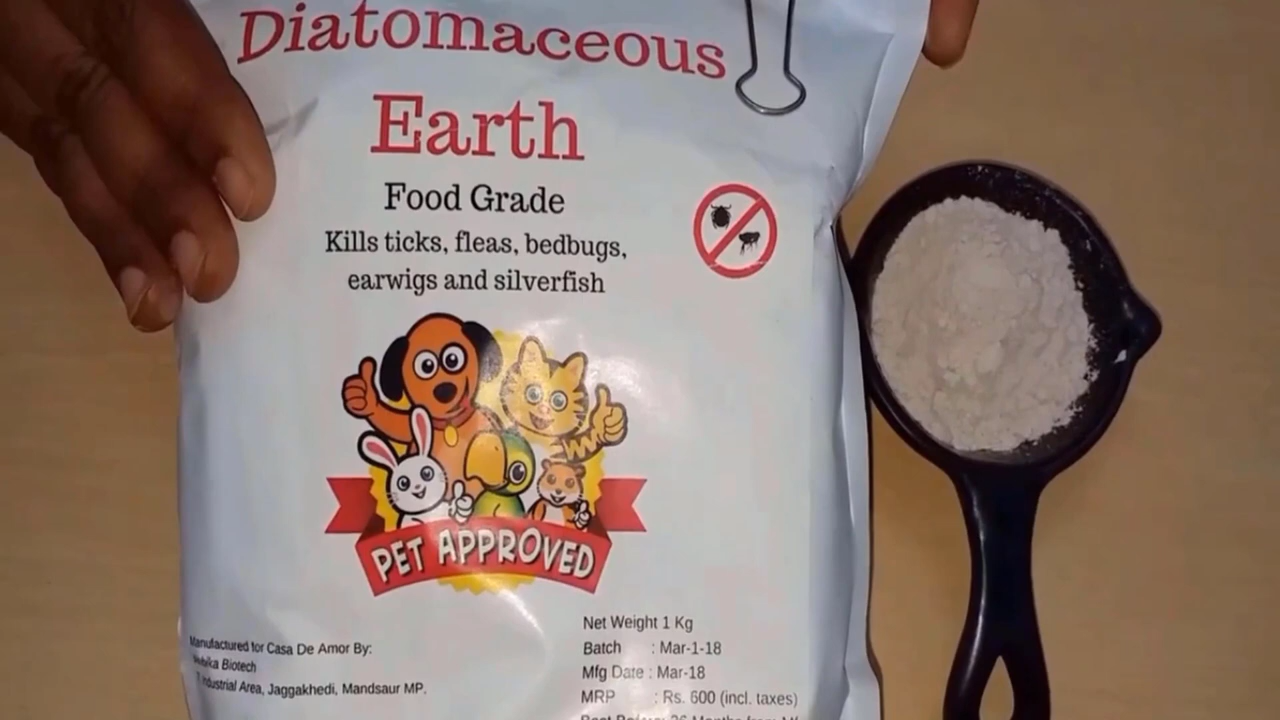 Diatomaceous
Earth
Food Grade
Kills ticks, fleas, bedbugs,
earwigs and silverfish
PET APPROVED
Manufactured for Casa De Amor By:
Biotech
Industrial Area, Jaggakhedi, Mandsaur MP.
Net Weight 1 Kg
Batch : Mar-1-18
Mfg Date : Mar-18
MRP : Rs. 600 (incl. taxes)